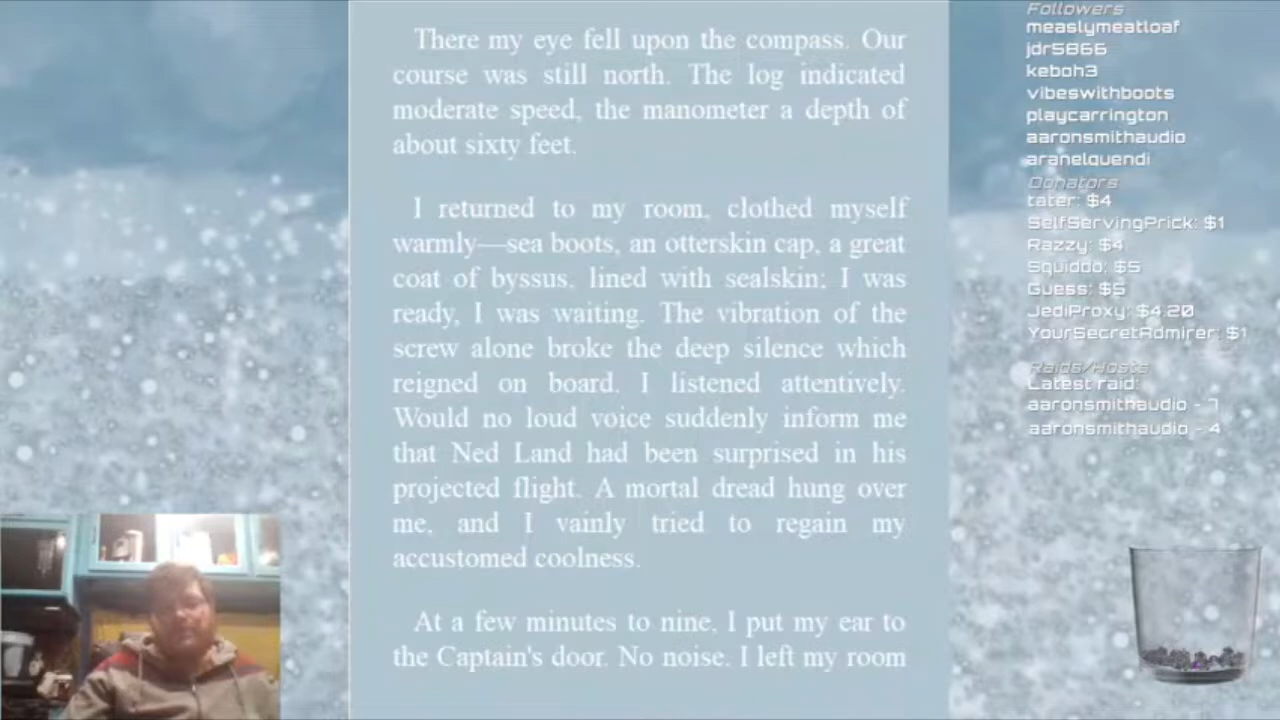 There my eye fell upon the compass. Our
course was still north. The log indicated
moderate speed, the manometer a depth of
about sixty feet.
I returned to my room, clothed myself
warmly—sea boots, an otterskin cap, a great
coat of byssus, lined with sealskin; I was
ready, I was waiting. The vibration of the
screw alone broke the deep silence which
reigned on board. I listened attentively.
Would no loud voice suddenly inform me
that Ned Land had been surprised in his
projected flight. A mortal dread hung over
me, and I vainly tried to regain my
accustomed coolness.
At a few minutes to nine, I put my ear to
the Captain's door. No noise. I left my room
Followers
measlymeatloaf
jdr5866
keboh3
vibeswithboots
playcarrington
aaronsmithaudio
aranelquendi
Donators
tater: $4
SelfServingPrick: $1
Razzy: $4
Squidoo: $5
Guess: $5
JediProxy: $4.20
YourSecretAdmirer: $1
Raids/Hosts
Latest raid:
aaronsmithaudio - 7
aaronsmithaudio - 4